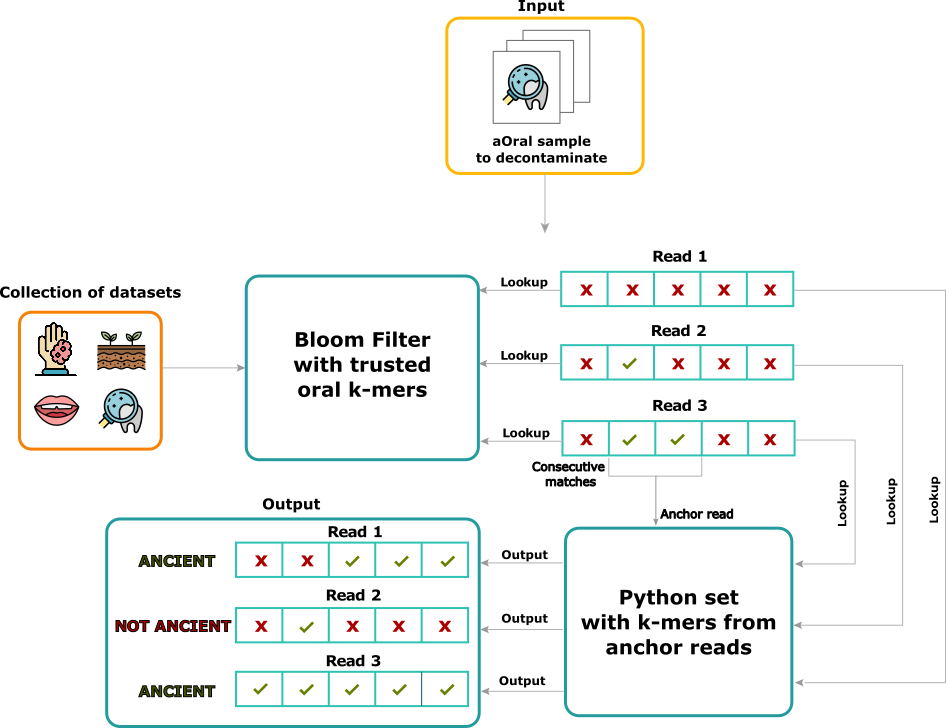 Input
aOral sample
to decontaminate
Collection of datasets
Bloom Filter
with trusted
oral k-mers
Read 1
Lookup
X X X X X
Read 2
Lookup
X ✓ X X X
Read 3
Lookup
X ✓ ✓ X X
Consecutive
matches
Anchor read
Lookup
Lookup
Lookup
Python set
with k-mers from
anchor reads
Output
Output
Output
Output
Read 1
ANCIENT
X X ✓ ✓ ✓
Read 2
NOT ANCIENT
X ✓ X X X
Read 3
ANCIENT
✓ ✓ ✓ ✓ ✓